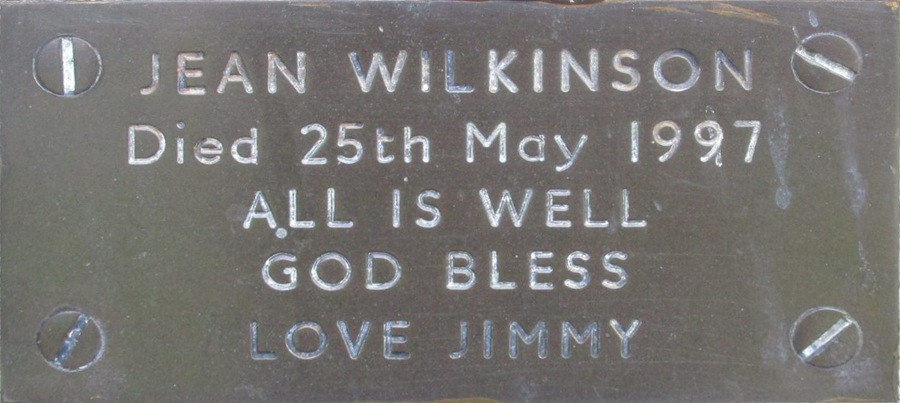 JEAN WILKINSON
Died 25th May 1997
ALL IS WELL
GOD BLESS
LOVE JIMMY